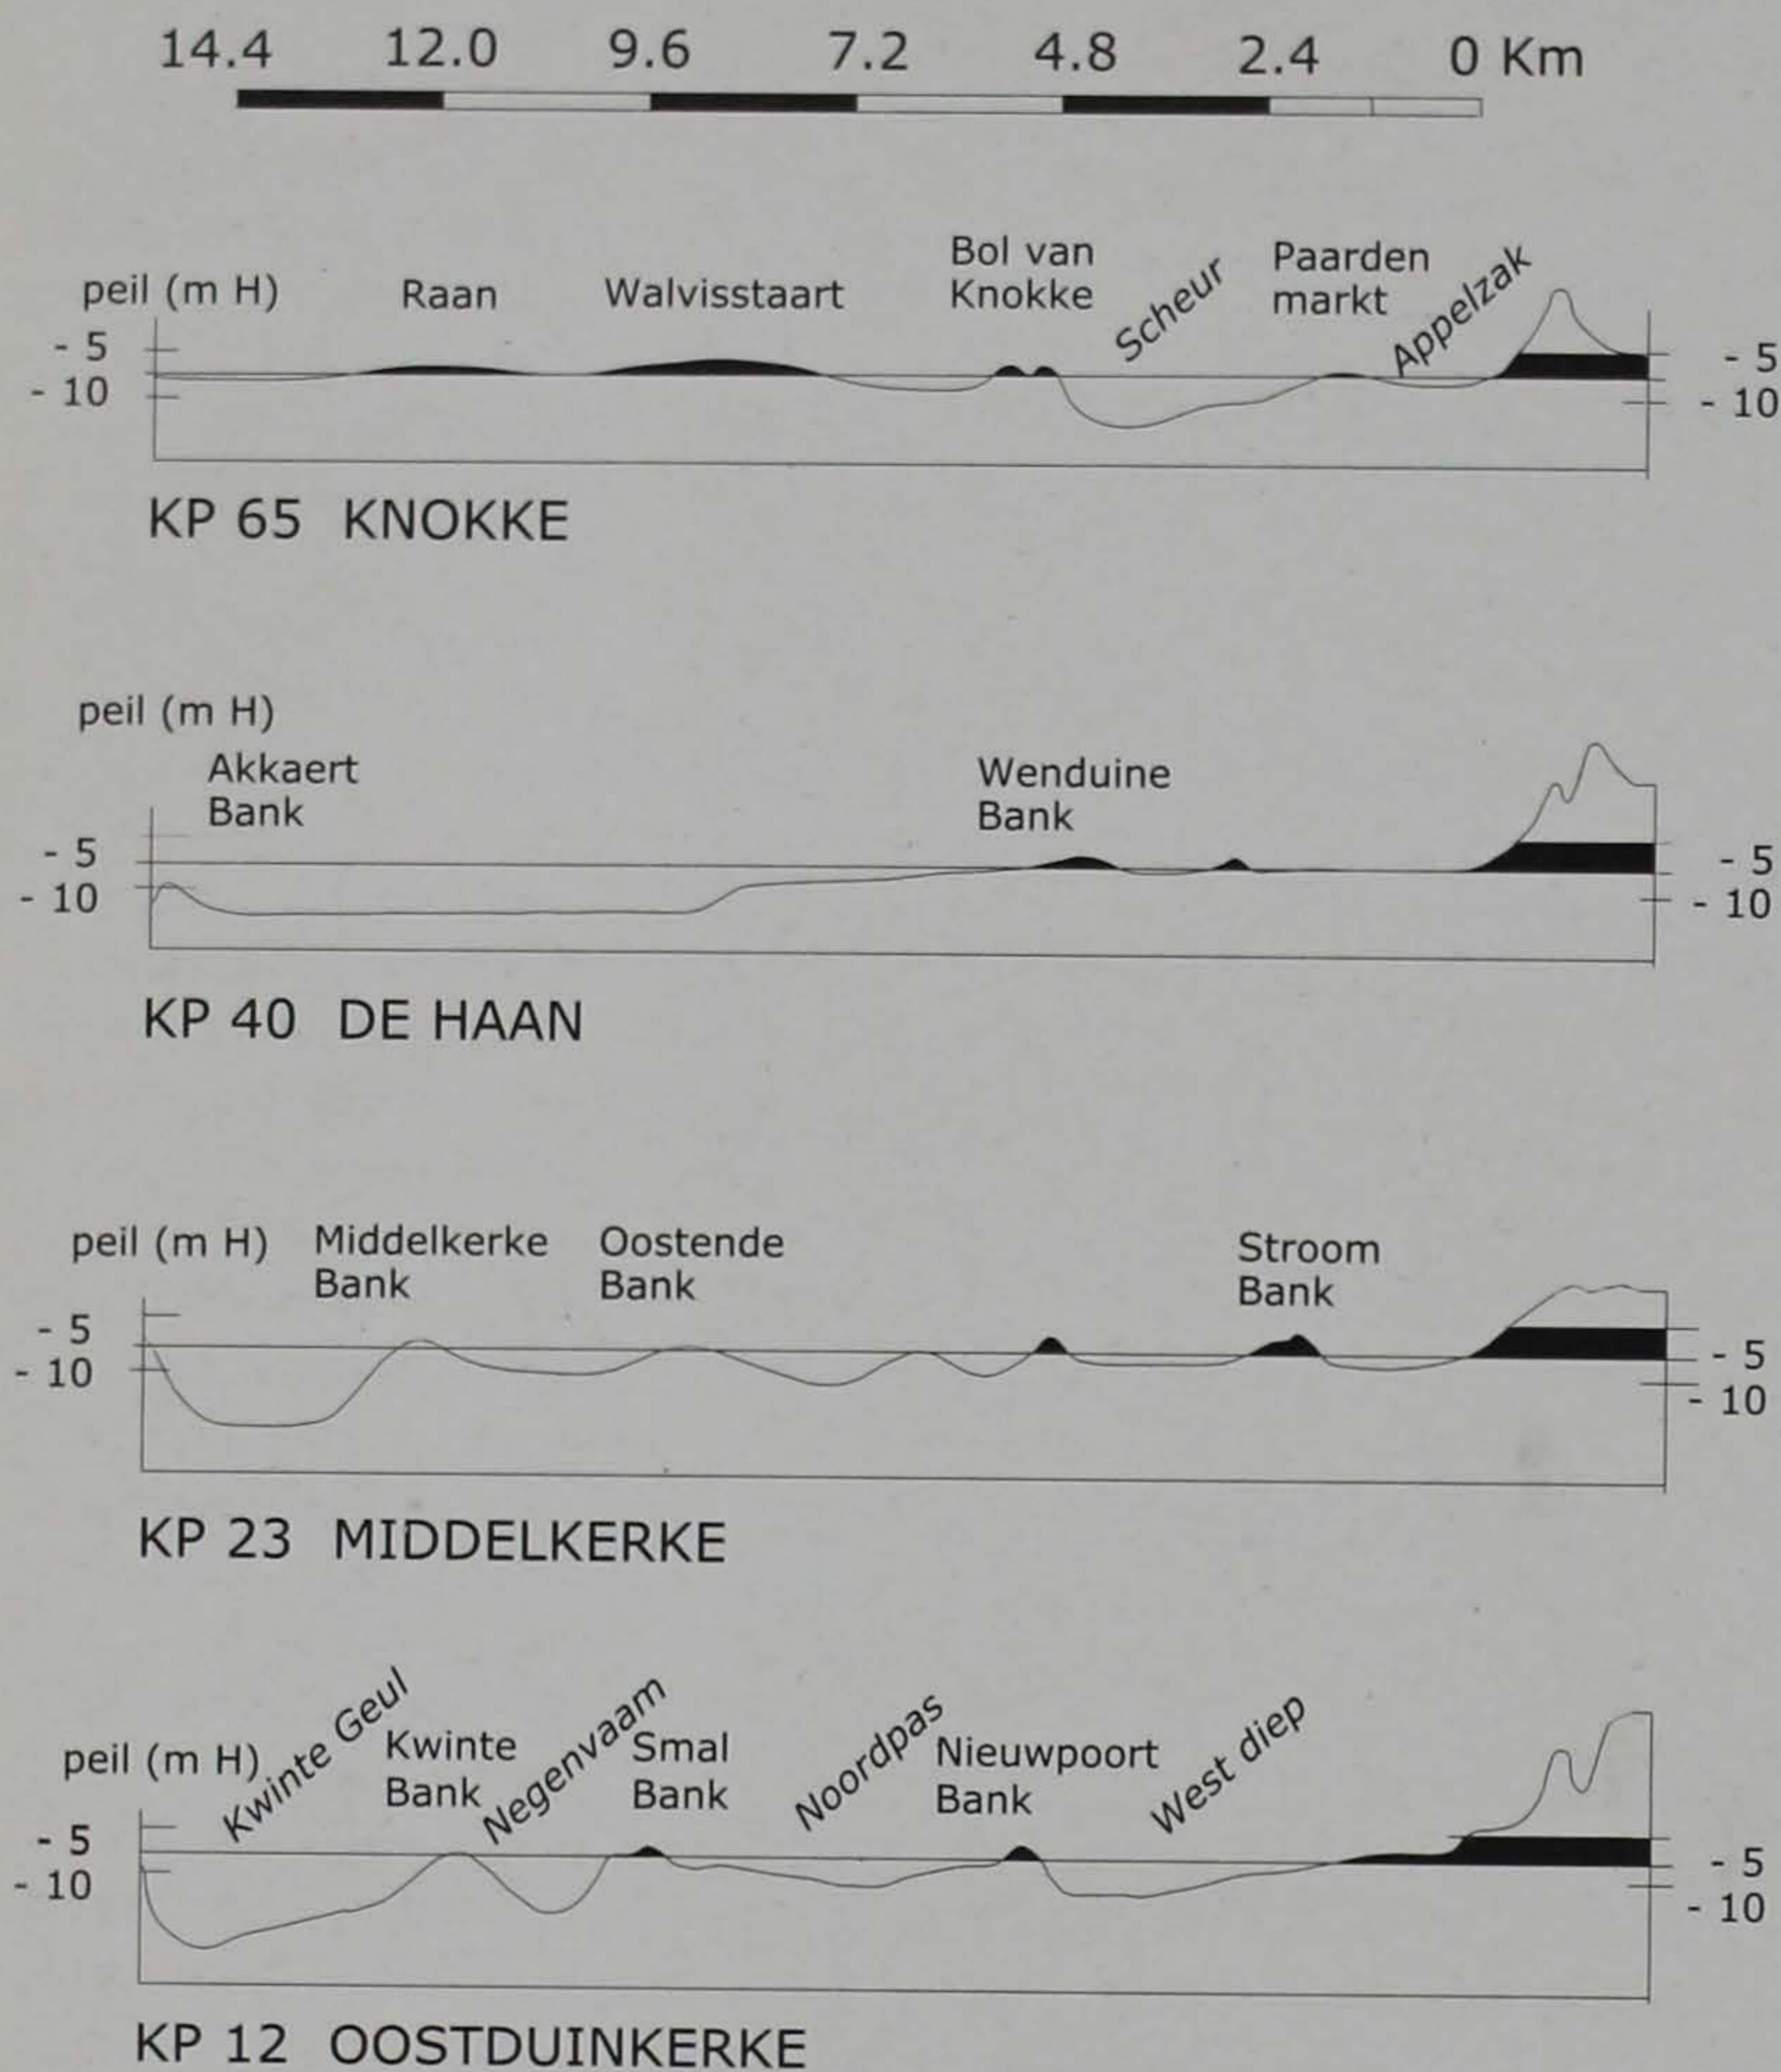 14.4 12.0 9.6 7.2 4.8 2.4 0 Km
peil (m H)
Raan
Walvisstaart
Bol van
Knokke
Scheur
Paarden
markt
Appelzak
- 5
- 10
- 5
- 10
KP 65 KNOKKE
peil (m H)
Akkaert
Bank
Wenduine
Bank
- 5
- 10
- 5
- 10
KP 40 DE HAAN
peil (m H)
Middelkerke
Bank
Oostende
Bank
Stroom
Bank
- 5
- 10
- 5
- 10
KP 23 MIDDELKERKE
peil (m H)
Kwinte Geul
Kwinte
Bank
Negenvaam
Smal
Bank
Noordpas
Nieuwpoort
Bank
West diep
- 5
- 10
- 5
- 10
KP 12 OOSTDUINKERKE